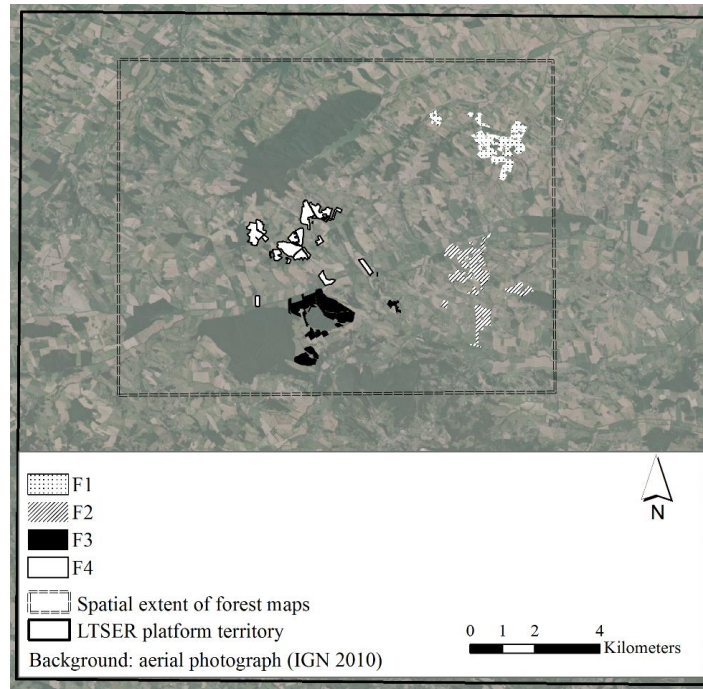 F1
F2
F3
F4
Spatial extent of forest maps
LTSER platform territory
Background: aerial photograph (IGN 2010)
N
0 1 2 4
Kilometers